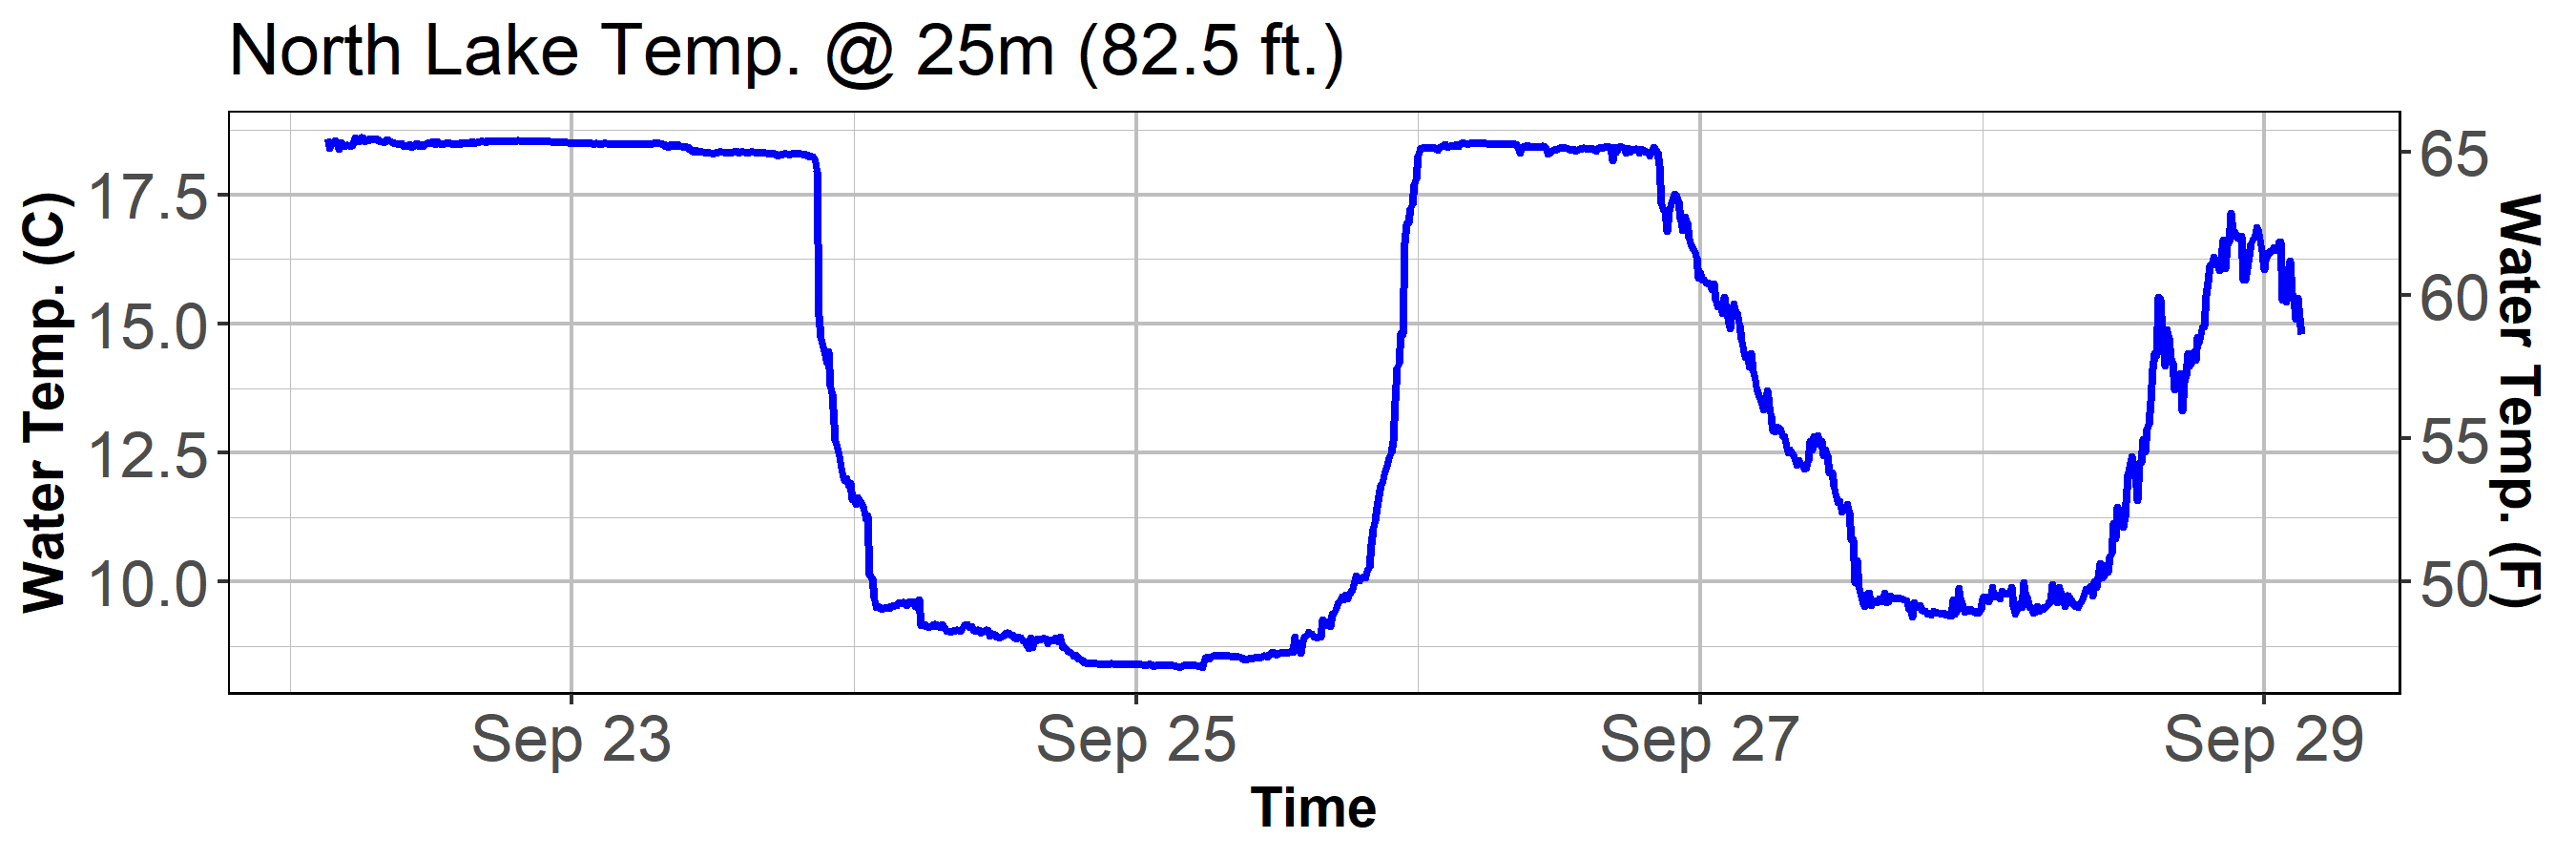 North Lake Temp. @ 25m (82.5 ft.)
Water Temp. (C)
17.5
15.0
12.5
10.0
65
60
55
50
Water Temp. (F)
Sep 23
Sep 25
Sep 27
Sep 29
Time